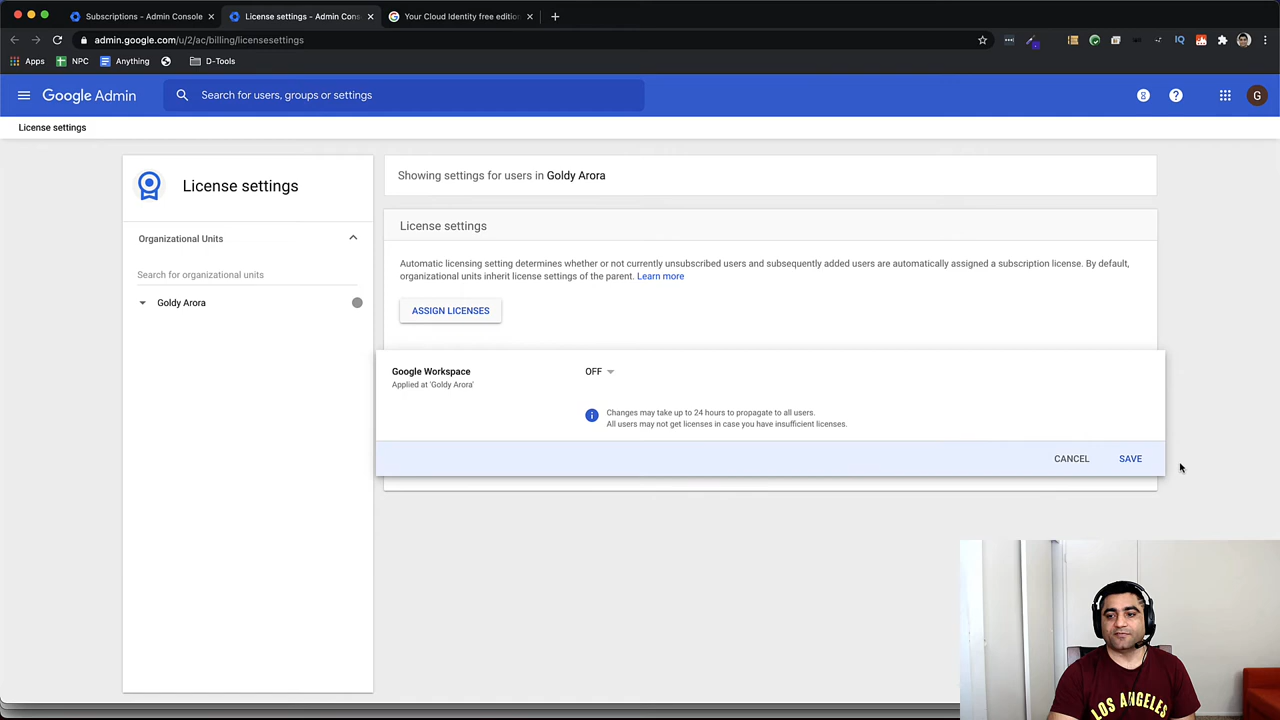 Subscriptions - Admin Console
License settings - Admin Cons
Your Cloud Identity free edition
admin.google.com/u/2/ac/billing/licensesettings
Apps
NPC
Anything
D-Tools
IQ
Google Admin
Search for users, groups or settings
G
License settings
License settings
Organizational Units
Search for organizational units
Goldy Arora
Showing settings for users in Goldy Arora
License settings
Automatic licensing setting determines whether or not currently unsubscribed users and subsequently added users are automatically assigned a subscription license. By default,
organizational units inherit license settings of the parent. Learn more
ASSIGN LICENSES
Google Workspace
Applied at 'Goldy Arora'
OFF
Changes may take up to 24 hours to propagate to all users.
All users may not get licenses in case you have insufficient licenses.
CANCEL
SAVE
LOS ANGELES